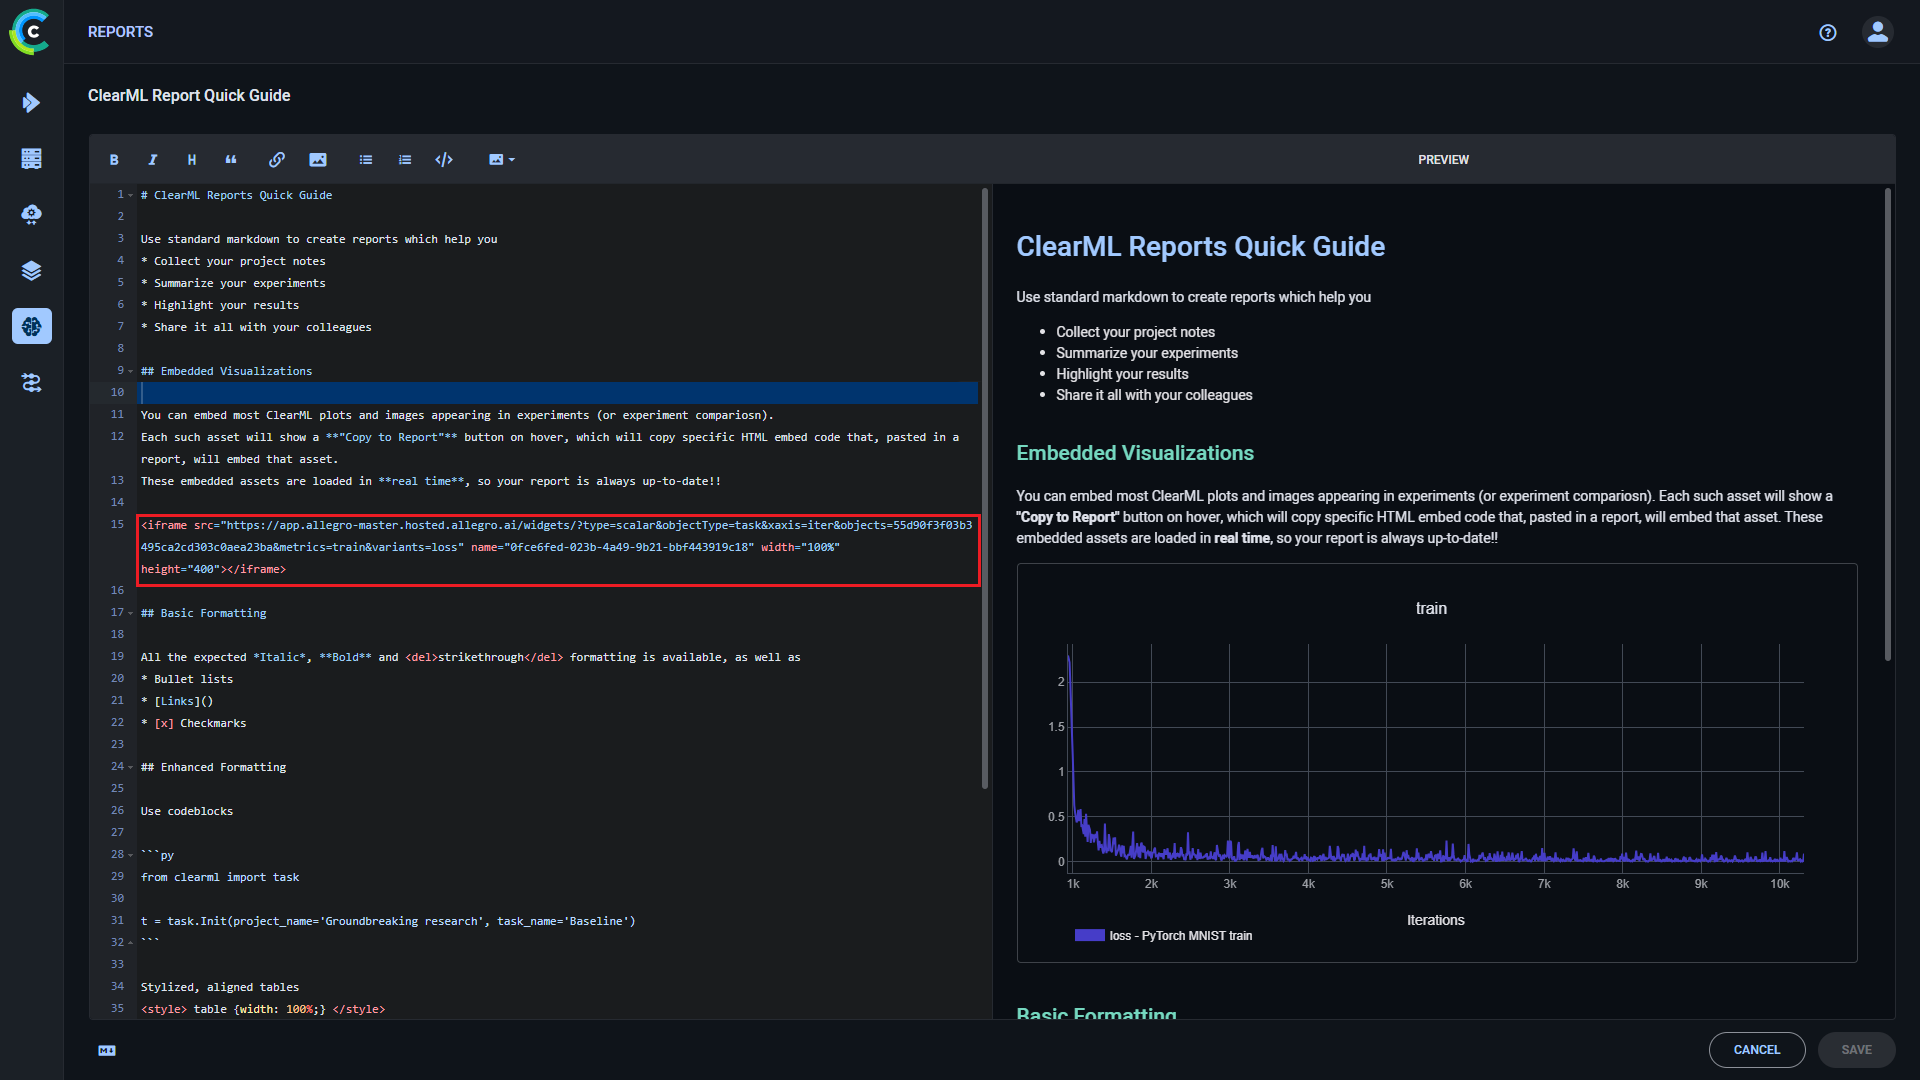 REPORTS
ClearML Report Quick Guide
B I H
PREVIEW
1 # ClearML Reports Quick Guide
2
3 Use standard markdown to create reports which help you
4 * Collect your project notes
5 * Summarize your experiments
6 * Highlight your results
7 * Share it all with your colleagues
8
9 ## Embedded Visualizations
10
11 You can embed most ClearML plots and images appearing in experiments (or experiment compariosn).
12 Each such asset will show a **"Copy to Report"** button on hover, which will copy specific HTML embed code that, pasted in a
report, will embed that asset.
13 These embedded assets are loaded in **real time**, so your report is always up-to-date!!
14
15 <iframe src="https://app.allegro-master.hosted.allegro.ai/widgets/?type=scalar&objectType=task&xaxis=iter&objects=55d90f3f03b3
495ca2cd303c0aea23ba&metrics=train&variants=loss" name="0fce6fed-023b-4a49-9b21-bbf443919c18" width="100%"
height="400"></iframe>
16
17 ## Basic Formatting
18
19 All the expected *Italic*, **Bold** and <del>strikethrough</del> formatting is available, as well as
20 * Bullet lists
21 * [Links]()
22 * [x] Checkmarks
23
24 ## Enhanced Formatting
25
26 Use codeblocks
27
28 ```py
29 from clearml import task
30
31 t = task.Init(project_name='Groundbreaking research', task_name='Baseline')
32 ```
33
34 Stylized, aligned tables
35 <style> table {width: 100%;} </style>
ClearML Reports Quick Guide
Use standard markdown to create reports which help you
• Collect your project notes
• Summarize your experiments
• Highlight your results
• Share it all with your colleagues
Embedded Visualizations
You can embed most ClearML plots and images appearing in experiments (or experiment compariosn). Each such asset will show a
"Copy to Report" button on hover, which will copy specific HTML embed code that, pasted in a report, will embed that asset. These
embedded assets are loaded in real time, so your report is always up-to-date!!
train
2
1.5
1
0.5
0
1k 2k 3k 4k 5k 6k 7k 8k 9k 10k
Iterations
loss - PyTorch MNIST train
Basic Formatting
CANCEL
SAVE